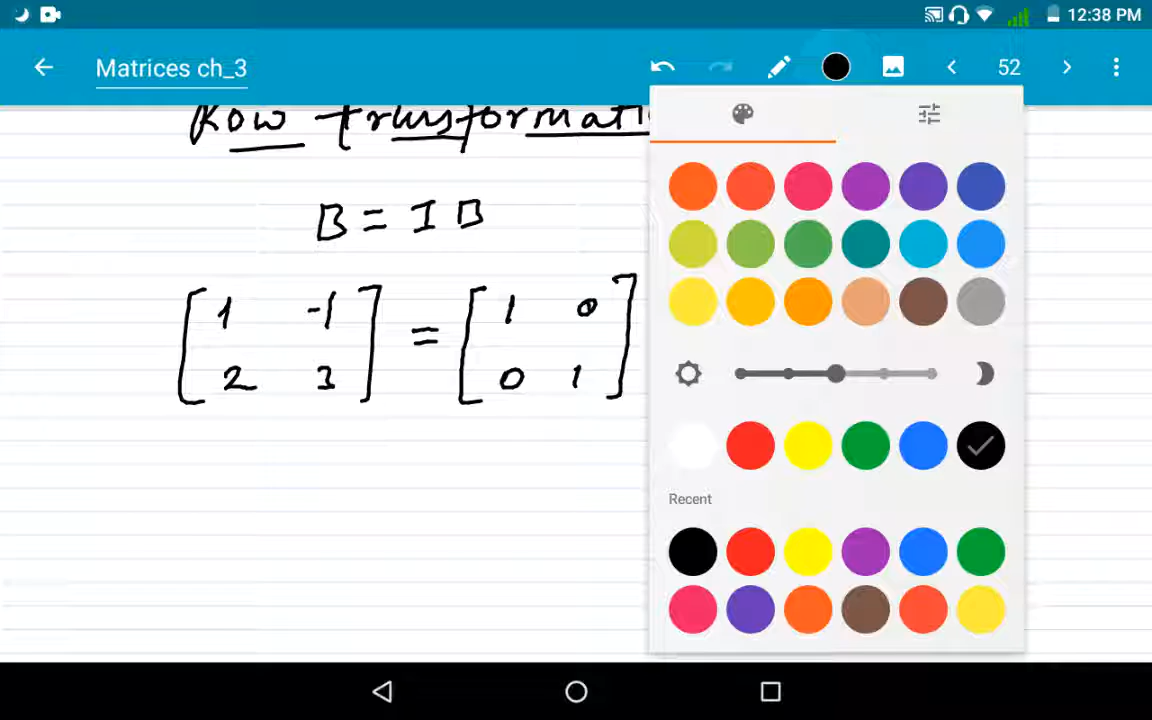 12:38 PM
Matrices ch_3 52
Row Transformati
B = I B
[1 -1 2 3] = [1 0 0 1]
Recent